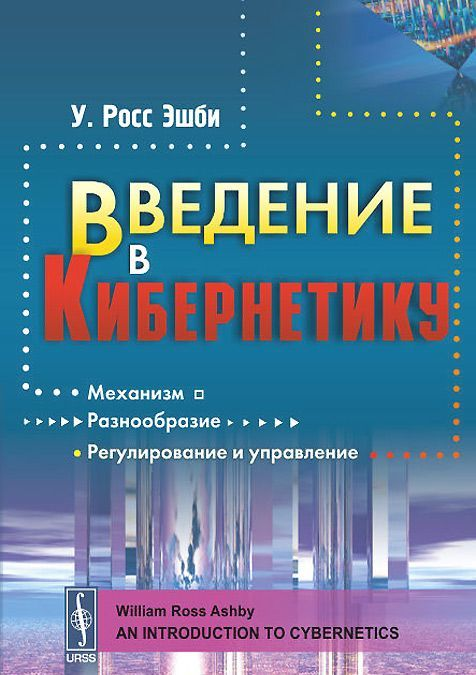 У. Росс Эшби
Введение
в
Кибернетику
Механизм
Разнообразие
Регулирование и управление
William Ross Ashby
AN INTRODUCTION TO CYBERNETICS
URSS